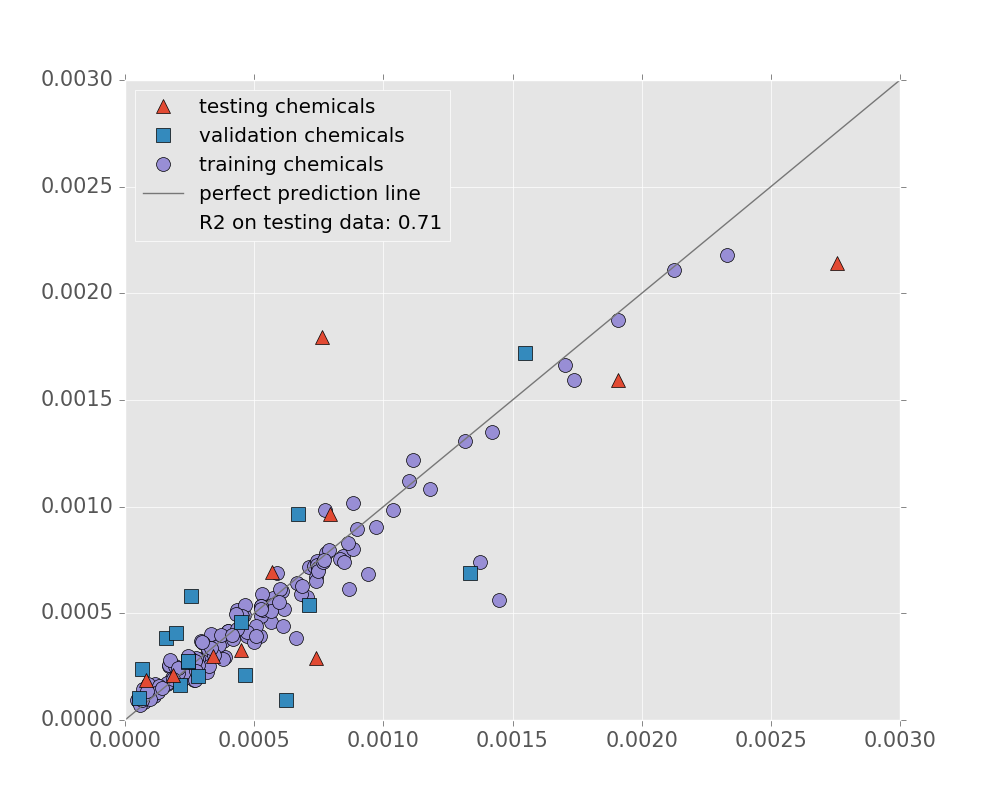 0.0030
testing chemicals
validation chemicals
training chemicals
perfect prediction line
R2 on testing data: 0.71
0.0025
0.0020
0.0015
0.0010
0.0005
0.0000
0.0000 0.0005 0.0010 0.0015 0.0020 0.0025 0.0030